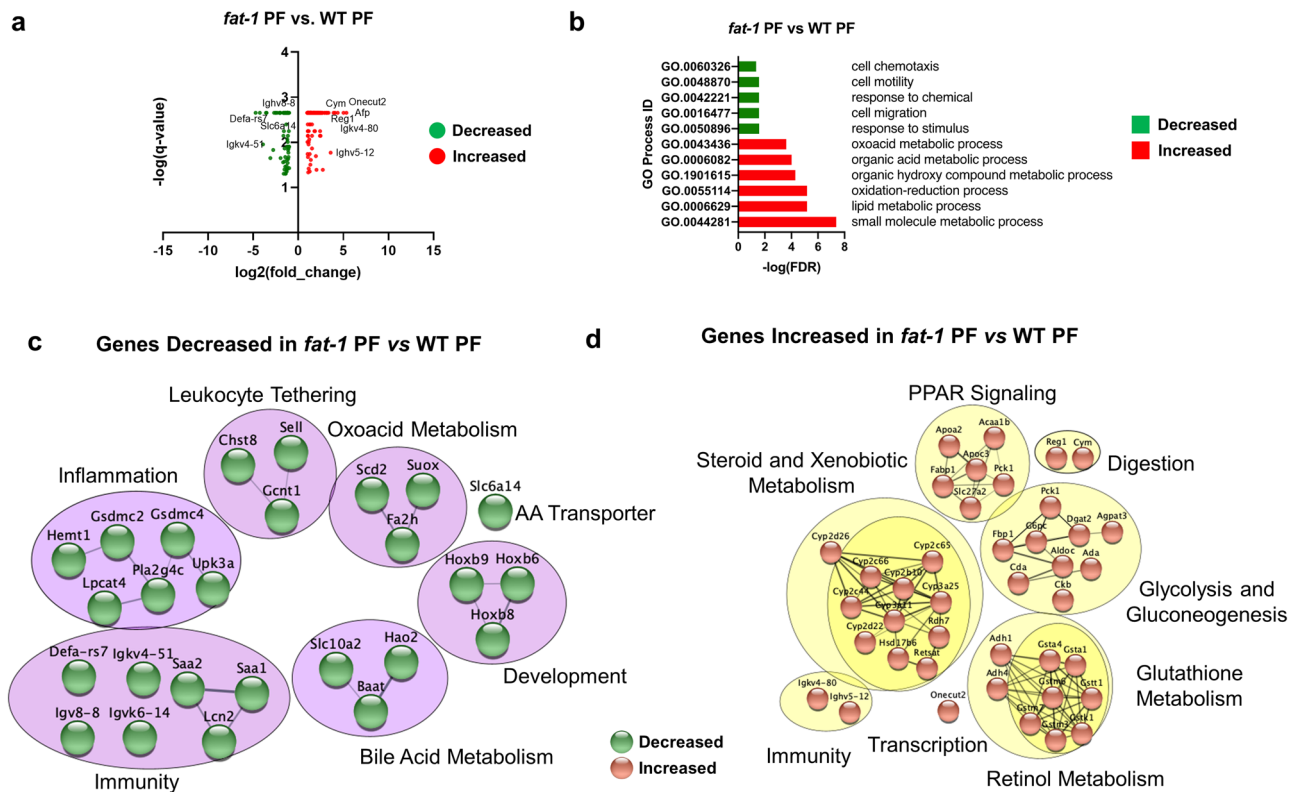 a
fat-1 PF vs. WT PF
4
3
2
1
-15
-10
-5
0
5
10
15
-log(q-value)
log2(fold_change)
Ighv8-8
Defa-rs7
Slc6a14
Igkv4-51
Cym
Onecut2
Reg1
Afp
Igkv4-80
Ighv5-12
Decreased
Increased
b
fat-1 PF vs WT PF
GO Process ID
GO.0060326 cell chemotaxis
GO.0048870 cell motility
GO.0042221 response to chemical
GO.0016477 cell migration
GO.0050896 response to stimulus
GO.0043436 oxoacid metabolic process
GO.0006082 organic acid metabolic process
GO.1901615 organic hydroxy compound metabolic process
GO.0055114 oxidation-reduction process
GO.0006629 lipid metabolic process
GO.0044281 small molecule metabolic process
0 2 4 6 8
-log(FDR)
Decreased
Increased
c
Genes Decreased in fat-1 PF vs WT PF
Leukocyte Tethering
Chst8
Sell
Gcnt1
Oxoacid Metabolism
Scd2
Suox
Fa2h
Slc6a14
AA Transporter
Inflammation
Gsdmc2
Gsdmc4
Hemt1
Pla2g4c
Upk3a
Lpcat4
Hoxb9
Hoxb6
Hoxb8
Development
Defa-rs7
Igkv4-51
Saa2
Saa1
Igv8-8
Igvk6-14
Lcn2
Immunity
Slc10a2
Hao2
Baat
Bile Acid Metabolism
Decreased
Increased
d
Genes Increased in fat-1 PF vs WT PF
PPAR Signaling
Apoa2
Acaa1b
Apoc3
Fabp1
Pck1
Slc27a2
Reg1
Cym
Digestion
Steroid and Xenobiotic
Metabolism
Cyp2d26
Cyp2c65
Cyp2c66
Cyp2b10
Cyp3a25
Cyp2c44
Cyp3a11
Cyp2d22
Rdh7
Hsd17b6
Retsat
Pck1
G6pc
Dgat2
Agpat3
Fbp1
Aldoc
Ada
Cda
Ckb
Glycolysis and
Gluconeogenesis
Adh1
Gsta4
Gsta1
Adh4
Gstm6
Gstt1
Gstm7
Gstm3
Gstk1
Glutathione
Metabolism
Retinol Metabolism
Igkv4-80
Ighv5-12
Immunity
Onecut2
Transcription